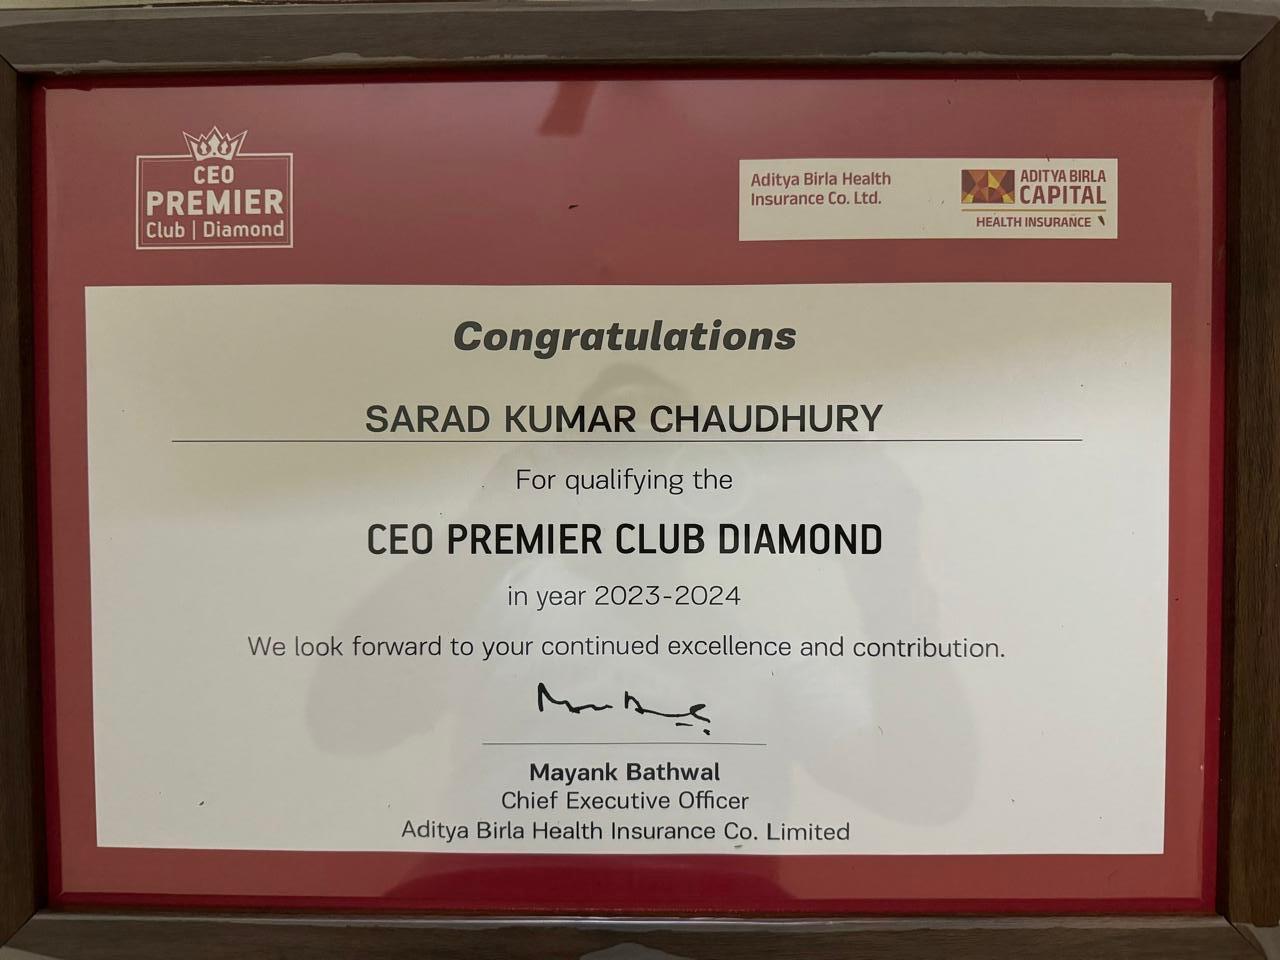 CEO
PREMIER
Club | Diamond
Aditya Birla Health
Insurance Co. Ltd.
ADITYA BIRLA
CAPITAL
HEALTH INSURANCE
Congratulations
SARAD KUMAR CHAUDHURY
For qualifying the
CEO PREMIER CLUB DIAMOND
in year 2023-2024
We look forward to your continued excellence and contribution.
Mayank Bathwal
Chief Executive Officer
Aditya Birla Health Insurance Co. Limited